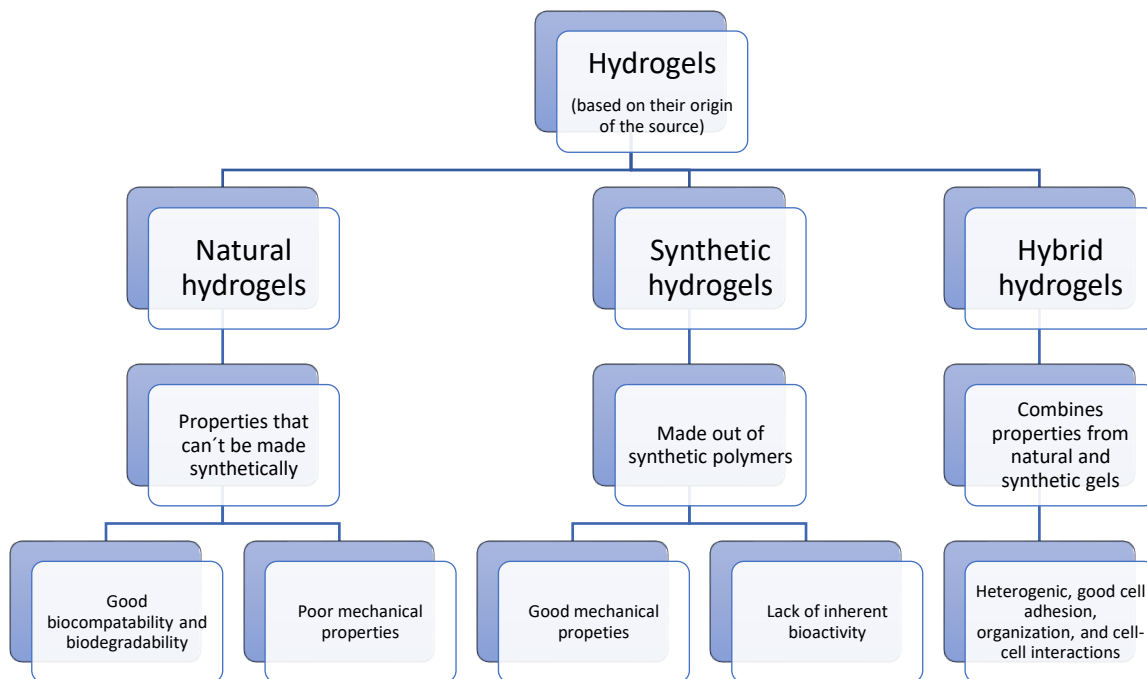 Hydrogels
(based on their origin
of the source)
Natural
hydrogels
Synthetic
hydrogels
Hybrid
hydrogels
Properties that
can´t be made
synthetically
Made out of
synthetic polymers
Combines
properties from
natural and
synthetic gels
Good
biocompatability and
biodegradability
Poor mechanical
properties
Good mechanical
propeties
Lack of inherent
bioactivity
Heterogenic, good cell
adhesion,
organization, and cell-
cell interactions